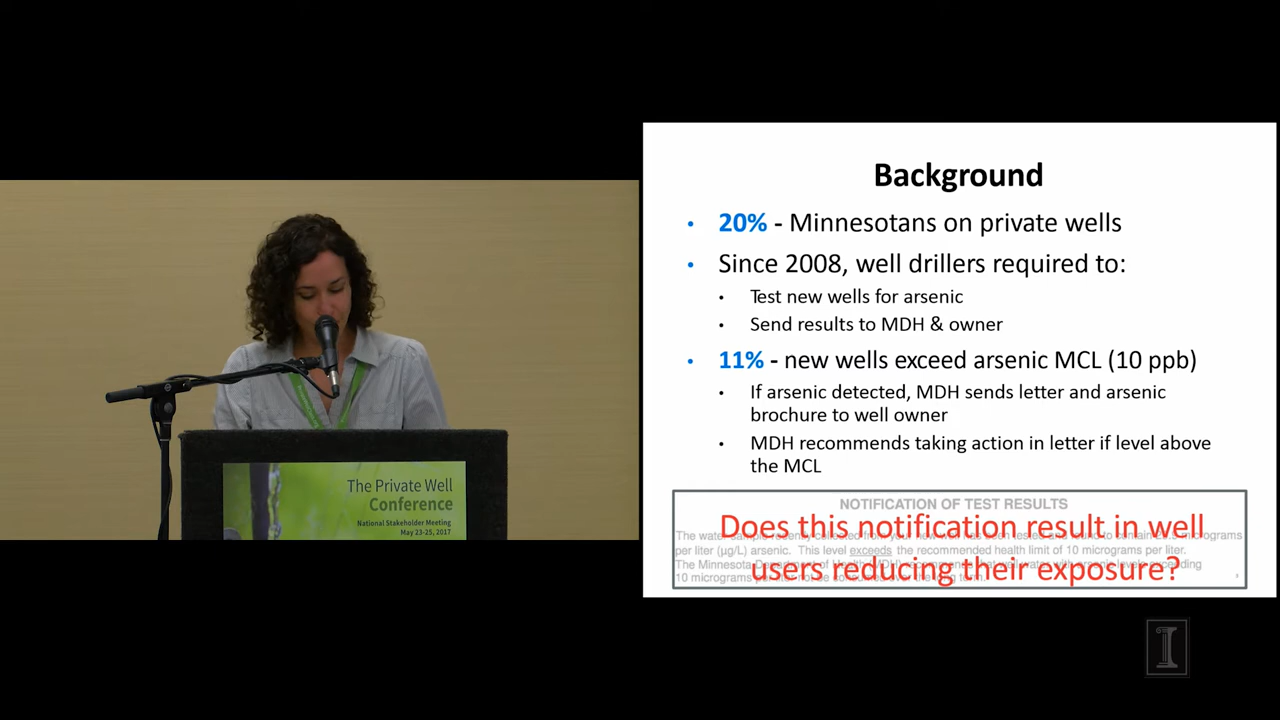 The Private Well
Conference
National Stakeholder Meeting
May 23-25, 2017
Background
• 20% - Minnesotans on private wells
• Since 2008, well drillers required to:
• Test new wells for arsenic
• Send results to MDH & owner
• 11% - new wells exceed arsenic MCL (10 ppb)
• If arsenic detected, MDH sends letter and arsenic
brochure to well owner
• MDH recommends taking action in letter if level above
the MCL
NOTIFICATION OF TEST RESULTS
Does this notification result in well
users reducing their exposure?
per liter (µg/L) arsenic. This level exceeds the recommended health limit of 10 micrograms per liter.